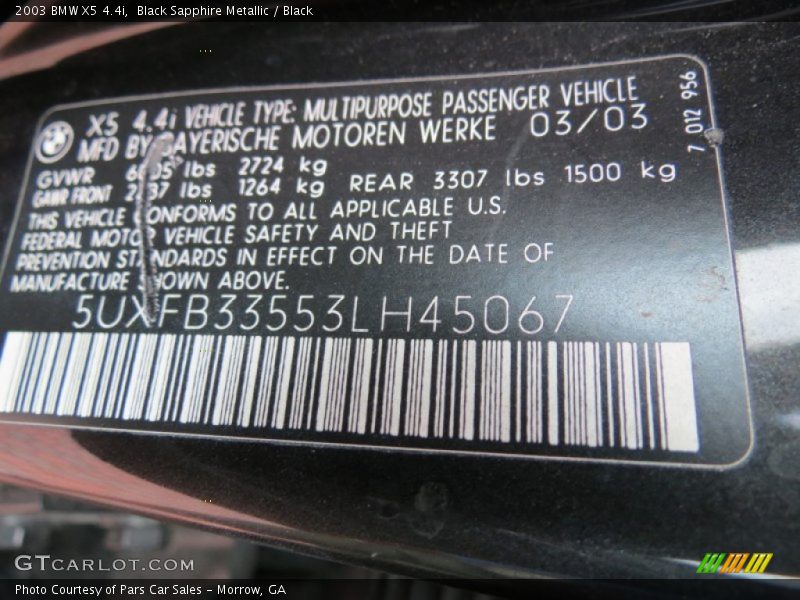 2003 BMW X5 4.4i,  Black Sapphire Metallic / Black
X5 4.4i VEHICLE TYPE: MULTIPURPOSE PASSENGER VEHICLE
MFD BY BAYERISCHE MOTOREN WERKE 03/03
GVWR lbs 2724 kg
GAWR FRONT lbs 1264 kg REAR 3307 lbs 1500 kg
THIS VEHICLE CONFORMS TO ALL APPLICABLE U.S.
FEDERAL MOTOR VEHICLE SAFETY AND THEFT
PREVENTION STANDARDS IN EFFECT ON THE DATE OF
MANUFACTURE SHOWN ABOVE.
5UXFB33553LH45067
7 012 956
GTCARLOT.COM
Photo Courtesy of Pars Car Sales - Morrow, GA